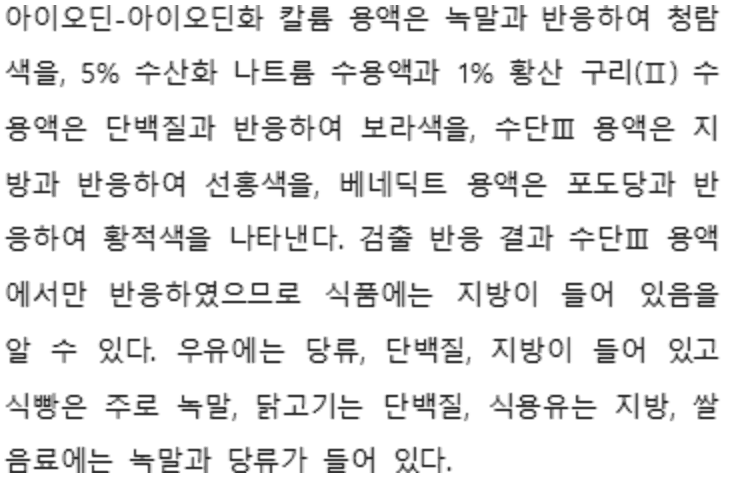 아이오딘-아이오딘화 칼륨 용액은 녹말과 반응하여 청람
색을, 5% 수산화 나트륨 수용액과 1% 황산 구리(Ⅱ) 수
용액은 단백질과 반응하여 보라색을, 수단Ⅲ 용액은 지
방과 반응하여 선홍색을, 베네딕트 용액은 포도당과 반
응하여 황적색을 나타낸다. 검출 반응 결과 수단Ⅲ 용액
에서만 반응하였으므로 식품에는 지방이 들어 있음을
알 수 있다. 우유에는 당류, 단백질, 지방이 들어 있고
식빵은 주로 녹말, 닭고기는 단백질, 식용유는 지방, 쌀
음료에는 녹말과 당류가 들어 있다.